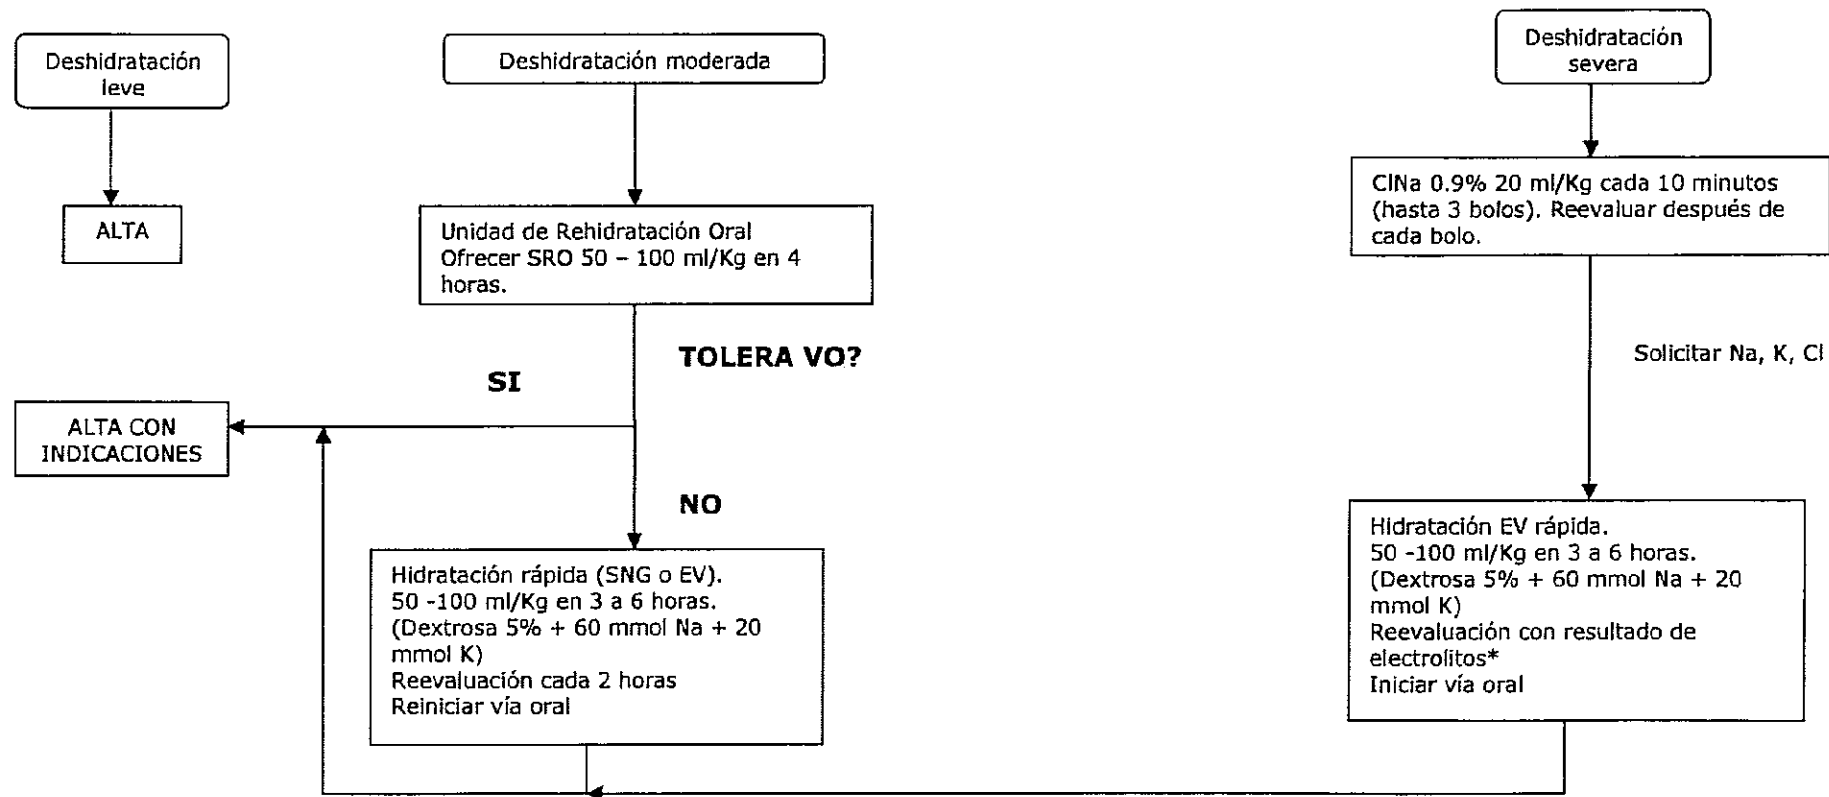 Deshidratación
leve
ALTA
Deshidratación moderada
Unidad de Rehidratación Oral
Ofrecer SRO 50 – 100 ml/Kg en 4
horas.
TOLERA VO?
SI
ALTA CON
INDICACIONES
NO
Hidratación rápida (SNG o EV).
50 -100 ml/Kg en 3 a 6 horas.
(Dextrosa 5% + 60 mmol Na + 20
mmol K)
Reevaluación cada 2 horas
Reiniciar vía oral
Deshidratación
severa
ClNa 0.9% 20 ml/Kg cada 10 minutos
(hasta 3 bolos). Reevaluar después de
cada bolo.
Solicitar Na, K, Cl
Hidratación EV rápida.
50 -100 ml/Kg en 3 a 6 horas.
(Dextrosa 5% + 60 mmol Na + 20
mmol K)
Reevaluación con resultado de
electrolitos*
Iniciar vía oral